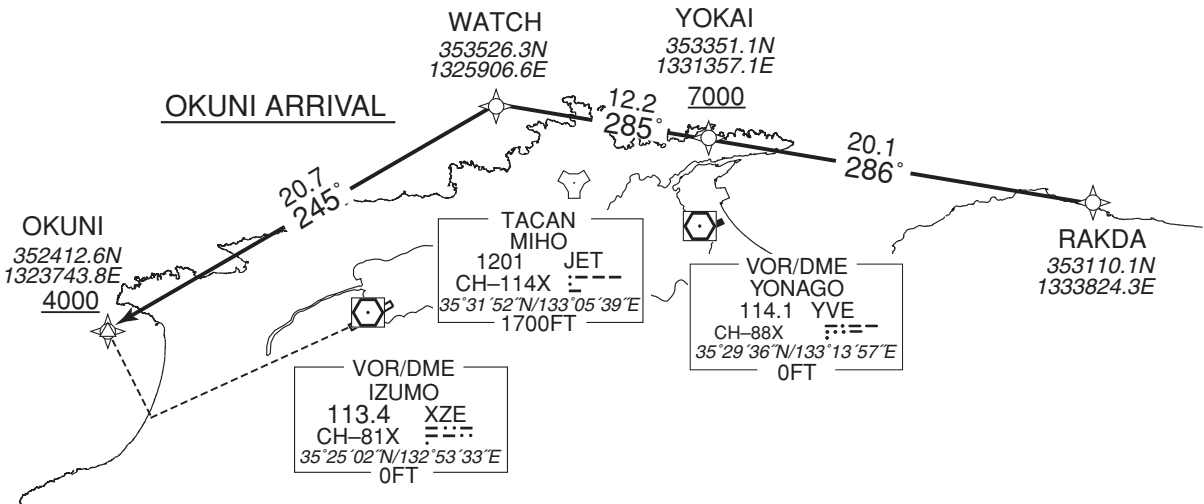 WATCH
353526.3N
1325906.6E
YOKAI
353351.1N
1331357.1E
7000
OKUNI ARRIVAL
12.2
285°
20.1
286°
20.7
245°
OKUNI
352412.6N
1323743.8E
4000
RAKDA
353110.1N
1333824.3E
TACAN
MIHO
1201 JET
CH–114X
35°31´52˝N/133°05´39˝E
1700FT
VOR/DME
YONAGO
114.1 YVE
CH–88X
35°29´36˝N/133°13´57˝E
0FT
VOR/DME
IZUMO
113.4 XZE
CH–81X
35°25´02˝N/132°53´33˝E
0FT